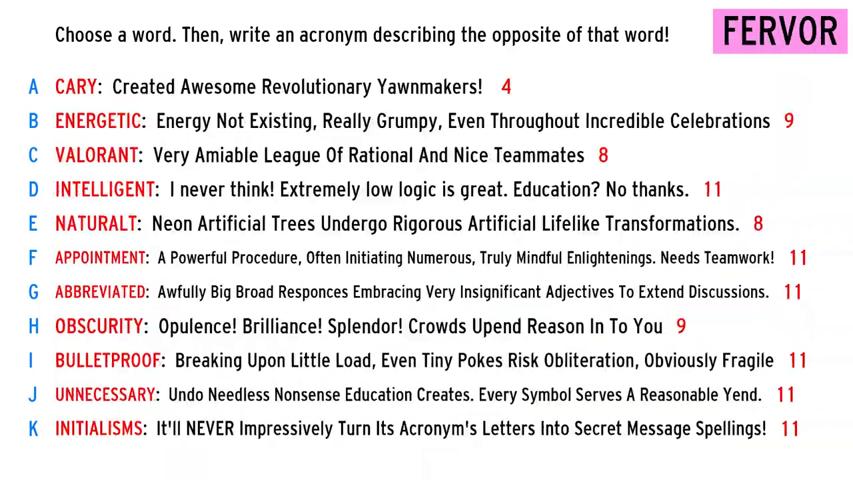 Choose a word. Then, write an acronym describing the opposite of that word!
FERVOR
A CARY: Created Awesome Revolutionary Yawnmakers! 4
B ENERGETIC: Energy Not Existing, Really Grumpy, Even Throughout Incredible Celebrations 9
C VALORANT: Very Amiable League Of Rational And Nice Teammates 8
D INTELLIGENT: I never think! Extremely low logic is great. Education? No thanks. 11
E NATURALT: Neon Artificial Trees Undergo Rigorous Artificial Lifelike Transformations. 8
F APPOINTMENT: A Powerful Procedure, Often Initiating Numerous, Truly Mindful Enlightenings. Needs Teamwork! 11
G ABBREVIATED: Awfully Big Broad Responces Embracing Very Insignificant Adjectives To Extend Discussions. 11
H OBSCURITY: Opulence! Brilliance! Splendor! Crowds Upend Reason In To You 9
I BULLETPROOF: Breaking Upon Little Load, Even Tiny Pokes Risk Obliteration, Obviously Fragile 11
J UNNECESSARY: Undo Needless Nonsense Education Creates. Every Symbol Serves A Reasonable Yend. 11
K INITIALISMS: It'll NEVER Impressively Turn Its Acronym's Letters Into Secret Message Spellings! 11